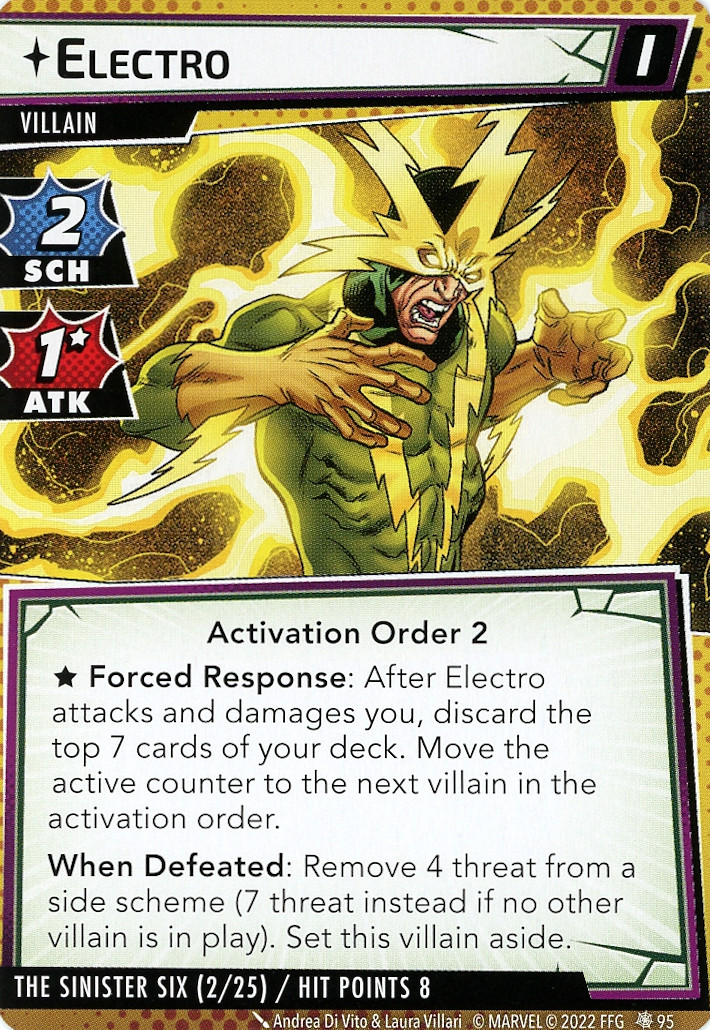 ELECTRO
I
VILLAIN
2
SCH
1★
ATK
Activation Order 2
★ Forced Response: After Electro
attacks and damages you, discard the
top 7 cards of your deck. Move the
active counter to the next villain in the
activation order.
When Defeated: Remove 4 threat from a
side scheme (7 threat instead if no other
villain is in play). Set this villain aside.
THE SINISTER SIX (2/25) / HIT POINTS 8
Andrea Di Vito & Laura Villari © MARVEL © 2022 FFG 95